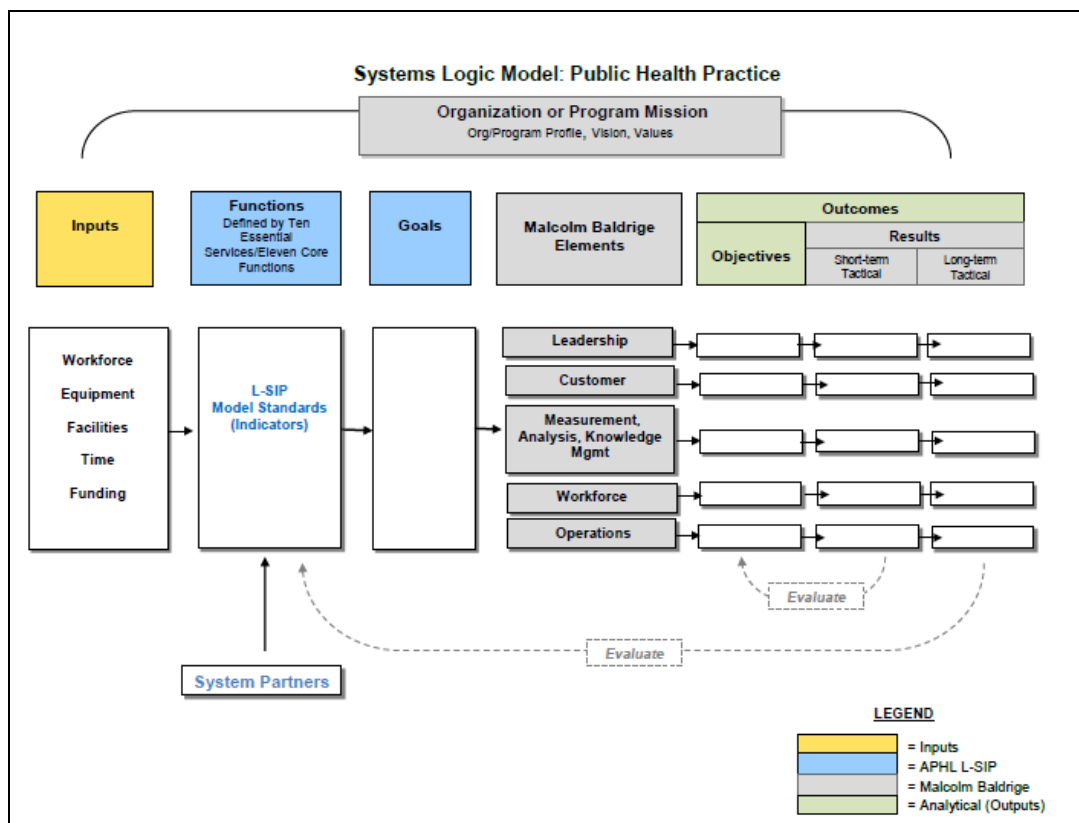 Systems Logic Model: Public Health Practice
Organization or Program Mission
Org/Program Profile, Vision, Values
Inputs
Functions
Defined by Ten
Essential
Services/Eleven Core
Functions
Goals
Malcolm Baldrige
Elements
Outcomes
Objectives
Results
Short-term
Tactical
Long-term
Tactical
Workforce
Equipment
Facilities
Time
Funding
L-SIP
Model Standards
(Indicators)
Leadership
Customer
Measurement,
Analysis, Knowledge
Mgmt
Workforce
Operations
Evaluate
Evaluate
System Partners
LEGEND
= Inputs
= APHL L-SIP
= Malcolm Baldrige
= Analytical (Outputs)